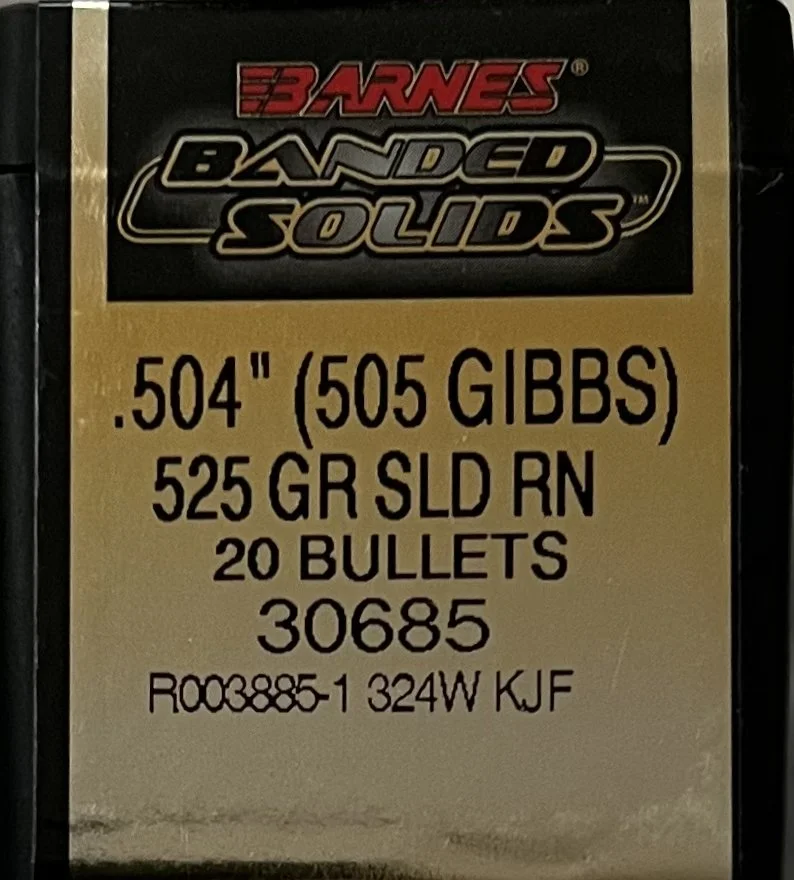 BARNES®
BANDED
SOLIDS™
.504" (505 GIBBS)
525 GR SLD RN
20 BULLETS
30685
R003885-1 324W KJF